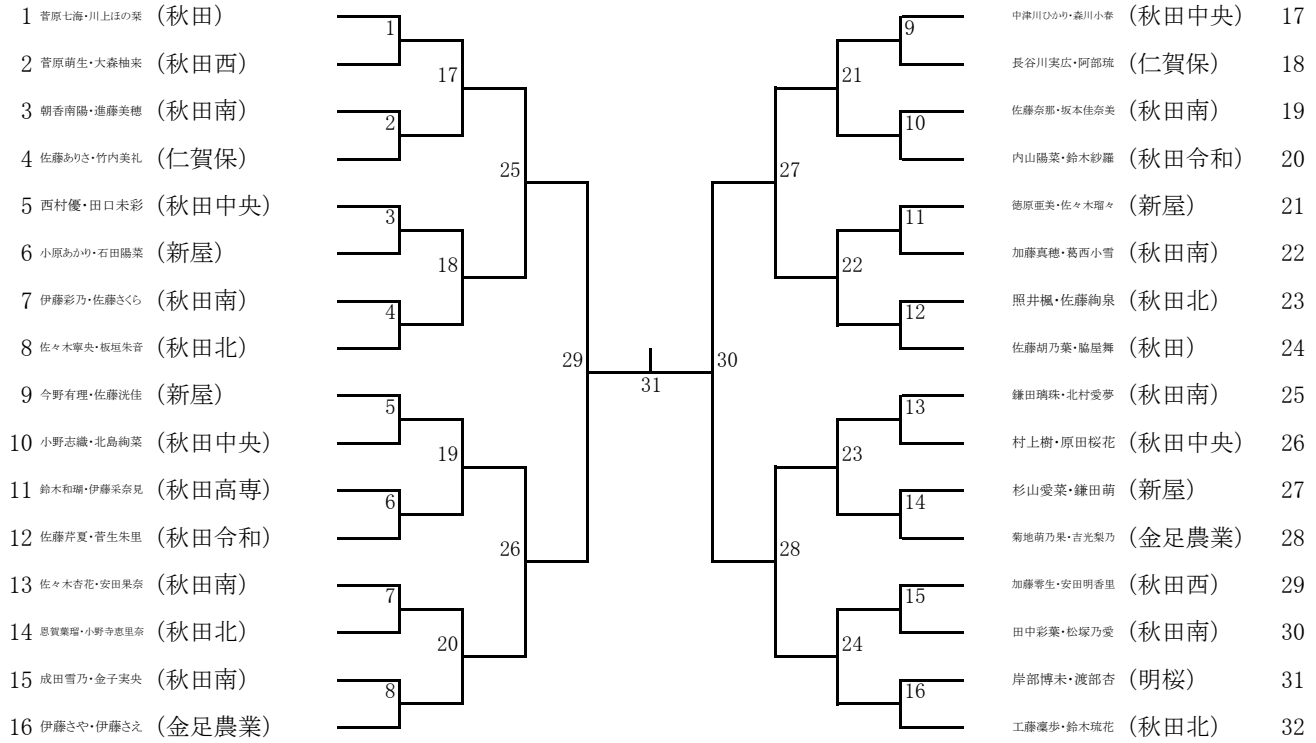 1 菅原七海・川上ほの栞 (秋田)
2 菅原萌生・大森柚来 (秋田西)
3 朝香南陽・進藤美穂 (秋田南)
4 佐藤ありさ・竹内美礼 (仁賀保)
5 西村優・田口未彩 (秋田中央)
6 小原あかり・石田陽菜 (新屋)
7 伊藤彩乃・佐藤さくら (秋田南)
8 佐々木寧央・板垣朱音 (秋田北)
9 今野有理・佐藤洸佳 (新屋)
10 小野志織・北島絢菜 (秋田中央)
11 鈴木和瑚・伊藤采奈見 (秋田高専)
12 佐藤芹夏・菅生朱里 (秋田令和)
13 佐々木杏花・安田果奈 (秋田南)
14 恩賀葉瑠・小野寺恵里奈 (秋田北)
15 成田雪乃・金子実央 (秋田南)
16 伊藤さや・伊藤さえ (金足農業)
1
2
3
4
5
6
7
8
17
18
19
20
25
26
29
31
30
27
28
21
22
23
24
9
10
11
12
13
14
15
16
中津川ひかり・森川小春 (秋田中央) 17
長谷川実広・阿部琉 (仁賀保) 18
佐藤奈那・坂本佳奈美 (秋田南) 19
内山陽菜・鈴木紗羅 (秋田令和) 20
徳原亜美・佐々木瑠々 (新屋) 21
加藤真穂・葛西小雪 (秋田南) 22
照井楓・佐藤絢泉 (秋田北) 23
佐藤胡乃葉・脇屋舞 (秋田) 24
鎌田璃珠・北村愛夢 (秋田南) 25
村上樹・原田桜花 (秋田中央) 26
杉山愛菜・鎌田萌 (新屋) 27
菊地萌乃果・吉光梨乃 (金足農業) 28
加藤零生・安田明香里 (秋田西) 29
田中彩葉・松塚乃愛 (秋田南) 30
岸部博未・渡部杏 (明桜) 31
工藤凜歩・鈴木琉花 (秋田北) 32